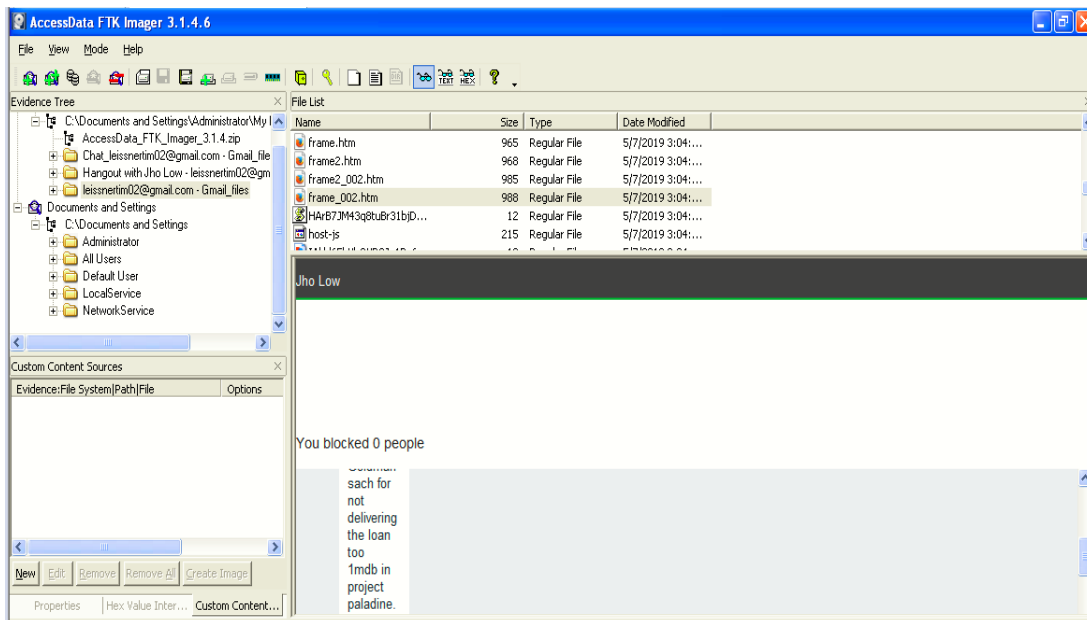 AccessData FTK Imager 3.1.4.6
File View Mode Help
TEXT HEX
Evidence Tree
C:\Documents and Settings\Administrator\My
AccessData_FTK_Imager_3.1.4.zip
Chat_leissnertim02@gmail.com - Gmail_file
Hangout with Jho Low - leissnertim02@gm
leissnertim02@gmail.com - Gmail_files
Documents and Settings
C:\Documents and Settings
Administrator
All Users
Default User
LocalService
NetworkService
Custom Content Sources
Evidence:File System|Path|File Options
New Edit Remove Remove All Create Image
Properties Hex Value Inter... Custom Content...
File List
Name Size Type Date Modified
frame.htm 965 Regular File 5/7/2019 3:04:...
frame2.htm 968 Regular File 5/7/2019 3:04:...
frame2_002.htm 985 Regular File 5/7/2019 3:04:...
frame_002.htm 988 Regular File 5/7/2019 3:04:...
HArB7JM43q8tuBr31bjD... 12 Regular File 5/7/2019 3:04:...
host-js 215 Regular File 5/7/2019 3:04:...
Jho Low
You blocked 0 people
sach for
not
delivering
the loan
too
1mdb in
project
paladine.